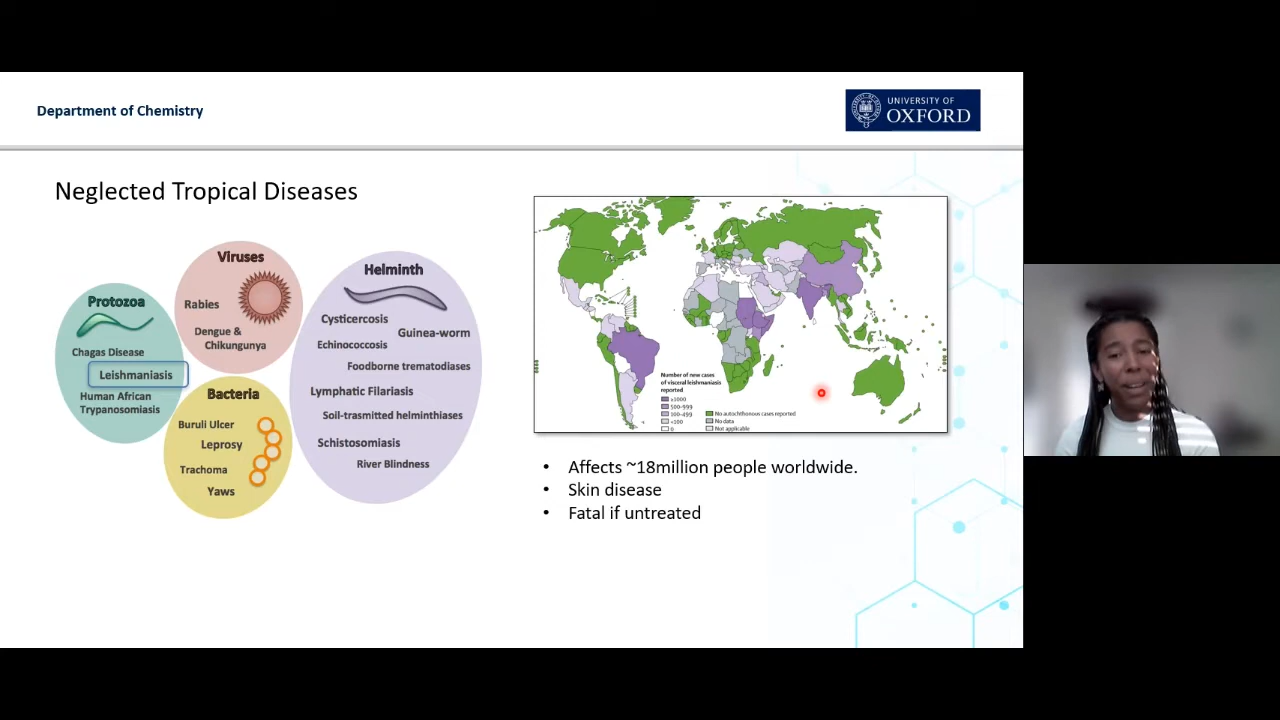 Department of Chemistry
UNIVERSITY OF
OXFORD
Neglected Tropical Diseases
Viruses
Rabies
Dengue &
Chikungunya
Protozoa
Chagas Disease
Leishmaniasis
Human African
Trypanosomiasis
Bacteria
Buruli Ulcer
Leprosy
Trachoma
Yaws
Helminth
Cysticercosis
Guinea-worm
Echinococcosis
Foodborne trematodiases
Lymphatic Filariasis
Soil-trasmitted helminthiases
Schistosomiasis
River Blindness
Number of new cases
of visceral leishmaniasis
reported
≥1000
500-999
100-499
<100
0
No autochthonous cases reported
No data
Not applicable
• Affects ~18million people worldwide.
• Skin disease
• Fatal if untreated